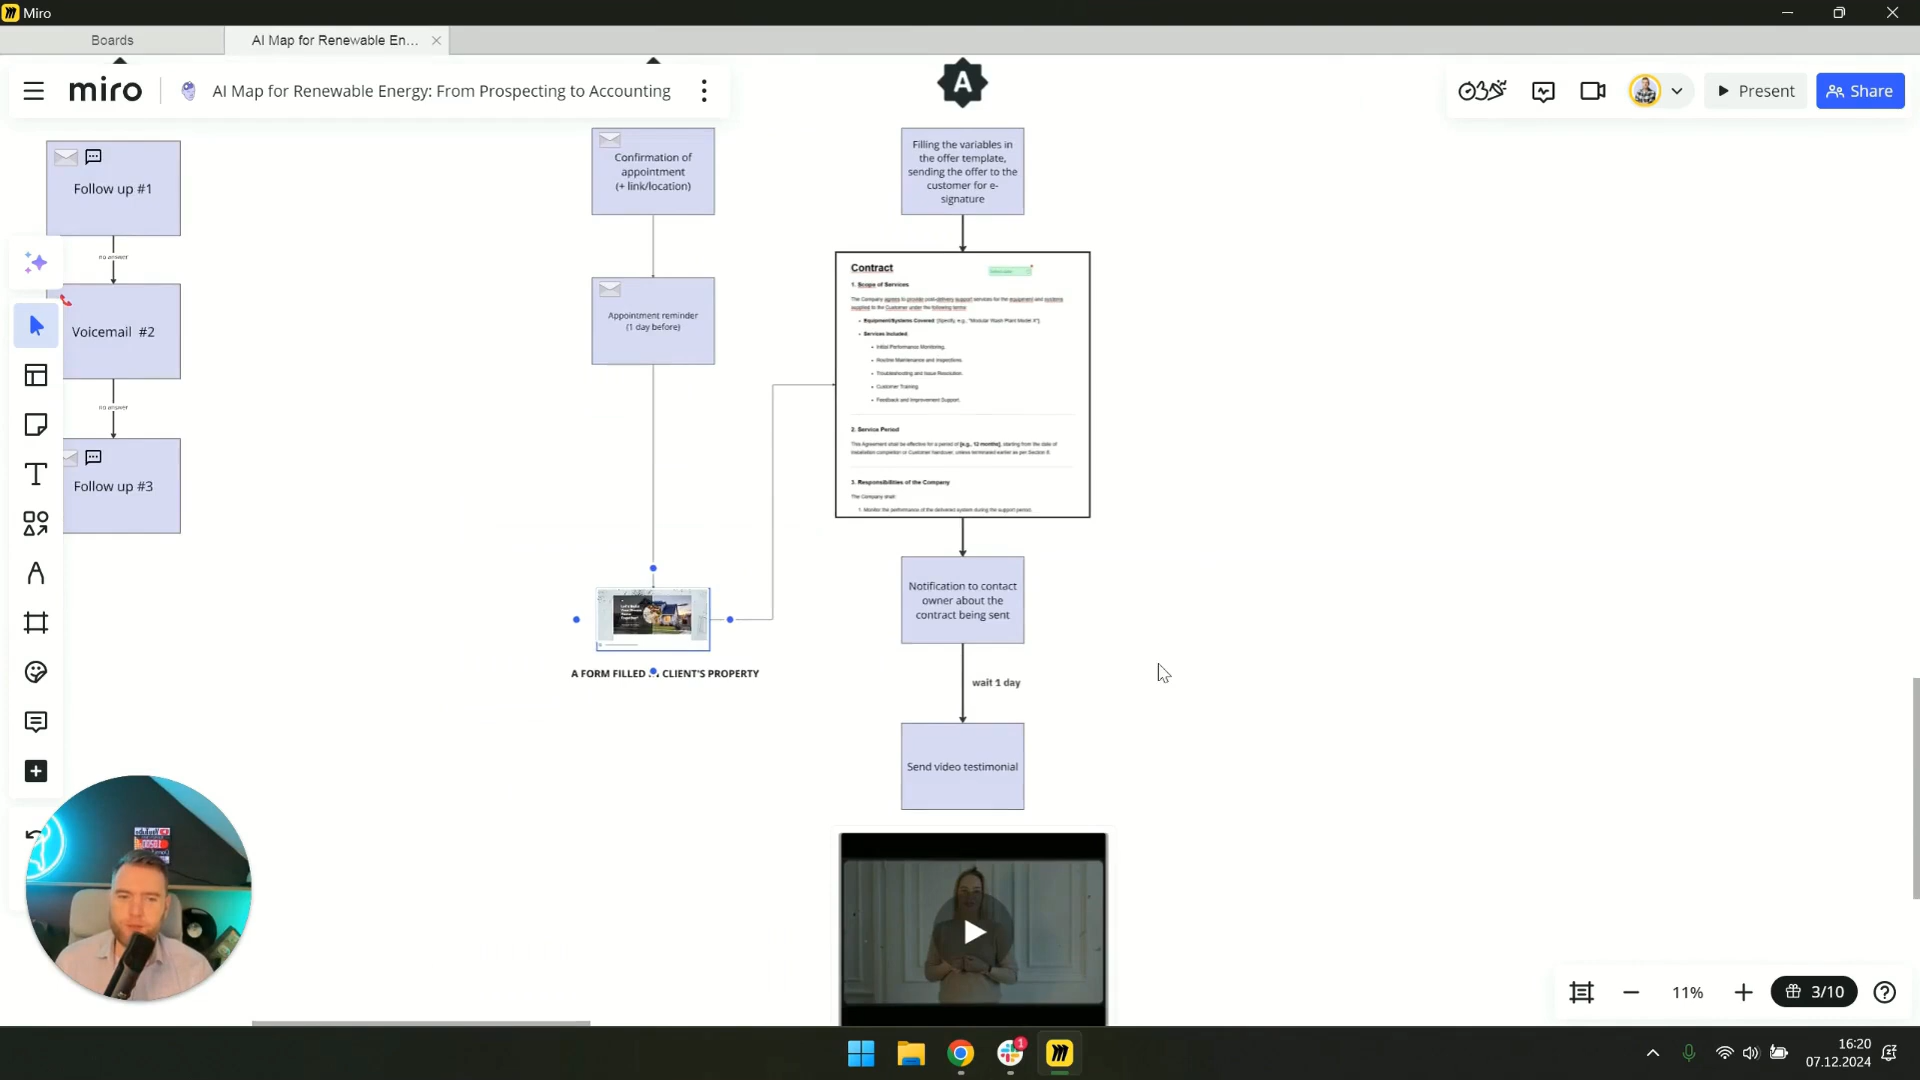 Miro
Boards
AI Map for Renewable En...
miro
AI Map for Renewable Energy: From Prospecting to Accounting
Present
Share
A
Follow up #1
no answer
Voicemail #2
no answer
Follow up #3
Confirmation of
appointment
(+ link/location)
Appointment reminder
(1 day before)
A FORM FILLED
CLIENT'S PROPERTY
Filling the variables in
the offer template,
sending the offer to the
customer for e-
signature
Contract
1. Scope of Services
The Company agrees to provide post-delivery support services for the equipment and systems
supplied to the Customer under the following terms:
• Equipment/Systems Covered: [Specify, e.g., "Modular Wash Plant Model X"].
• Services Included:
• Initial Performance Monitoring.
• Routine Maintenance and Inspections.
• Troubleshooting and Issue Resolution.
• Customer Training.
• Feedback and Improvement Support.
2. Service Period
This Agreement shall be effective for a period of [e.g., 12 months], starting from the date of
installation completion or Customer handover, unless terminated earlier as per Section 8.
3. Responsibilities of the Company
The Company shall:
1. Monitor the performance of the delivered system during the support period.
Notification to contact
owner about the
contract being sent
wait 1 day
Send video testimonial
11%
3/10
1
16:20
07.12.2024